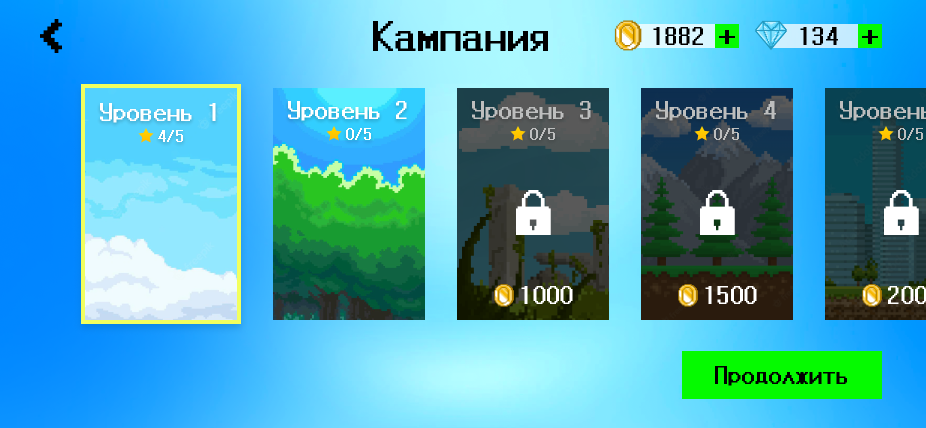 Кампания
1882 +
134 +
Уровень 1
4/5
Уровень 2
0/5
Уровень 3
0/5
1000
Уровень 4
0/5
1500
0/5
Продолжить